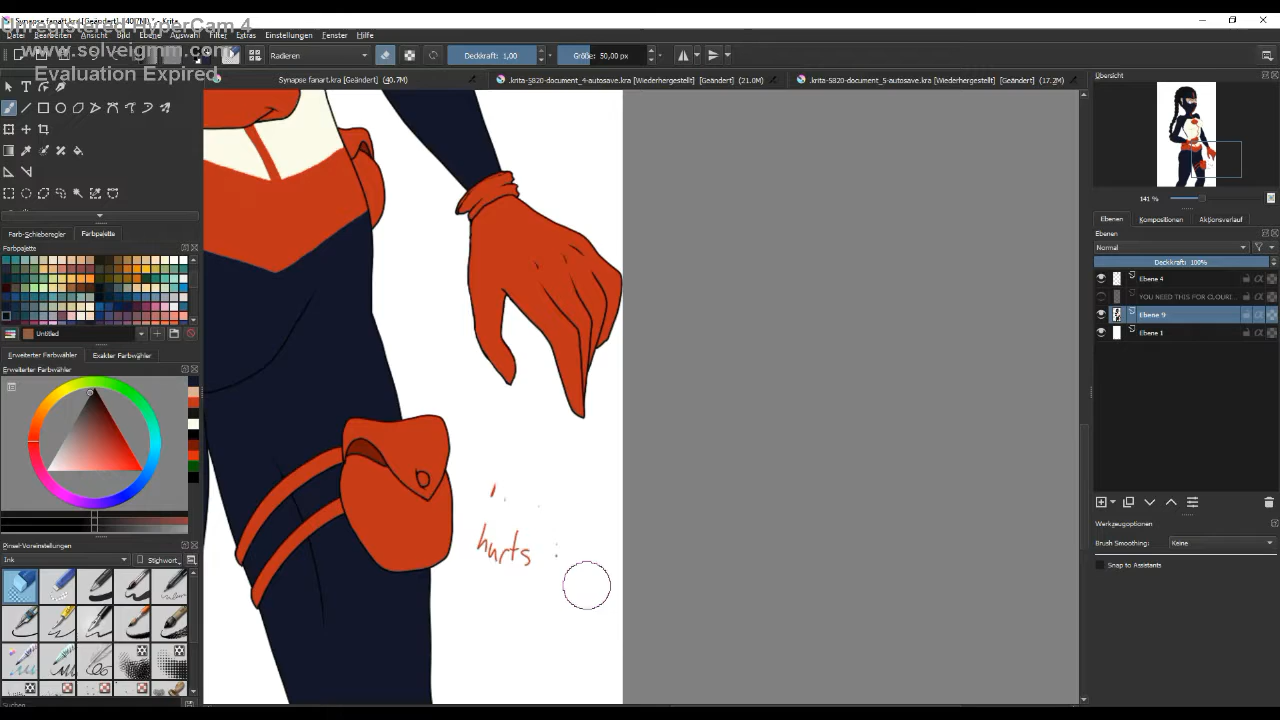 Synapse fanart.kra [Geändert] (40,7 MB) * - Krita
Unregistered HyperCam 4
www.solveigmm.com
Evaluation Expired
Datei Bearbeiten Ansicht Bild Ebene Auswahl Filter Extras Einstellungen Fenster Hilfe
Radieren
Deckkraft: 1,00
Größe: 50,00 px
Synapse fanart.kra [Geändert] (40.7M)
.krita-5820-document_4-autosave.kra [Wiederhergestellt] [Geändert] (21.0M)
.krita-5820-document_5-autosave.kra [Wiederhergestellt] [Geändert] (17.2M)
Übersicht
141 %
Ebenen Kompositionen Aktionsverlauf
Ebenen
Normal
Deckkraft: 100%
Ebene 4
YOU NEED THIS FOR
Ebene 9
Ebene 1
Werkzeugoptionen
Brush Smoothing: Keine
Snap to Assistants
Farb-Schieberegler Farbpalette
Farbpalette
Untitled
Erweiterter Farbwähler Exakter Farbwähler
Erweiterter Farbwähler
Pinsel-Voreinstellungen
Ink
Stichwort
Suchen
hurts